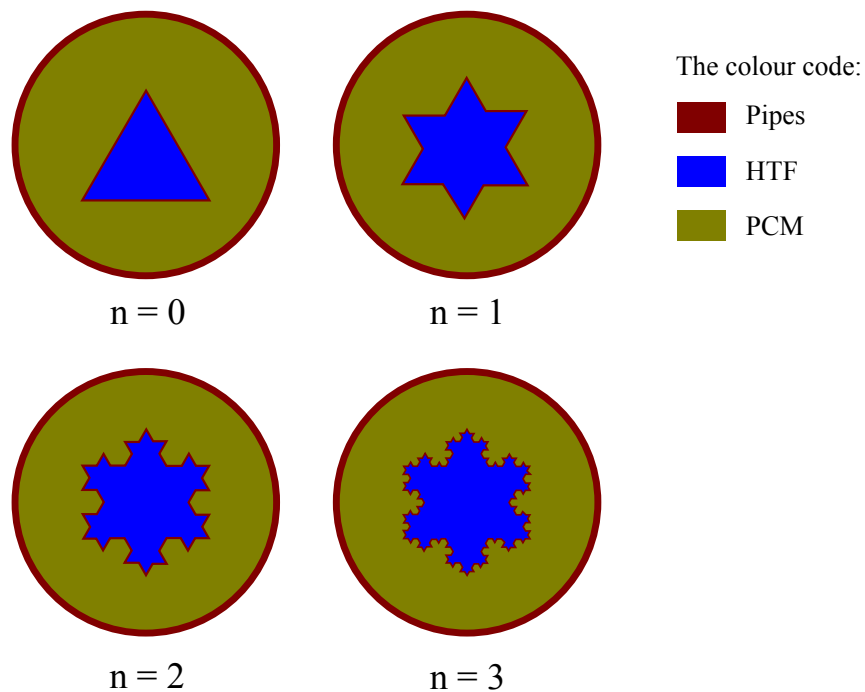 The colour code:
Pipes
HTF
PCM
n = 0
n = 1
n = 2
n = 3